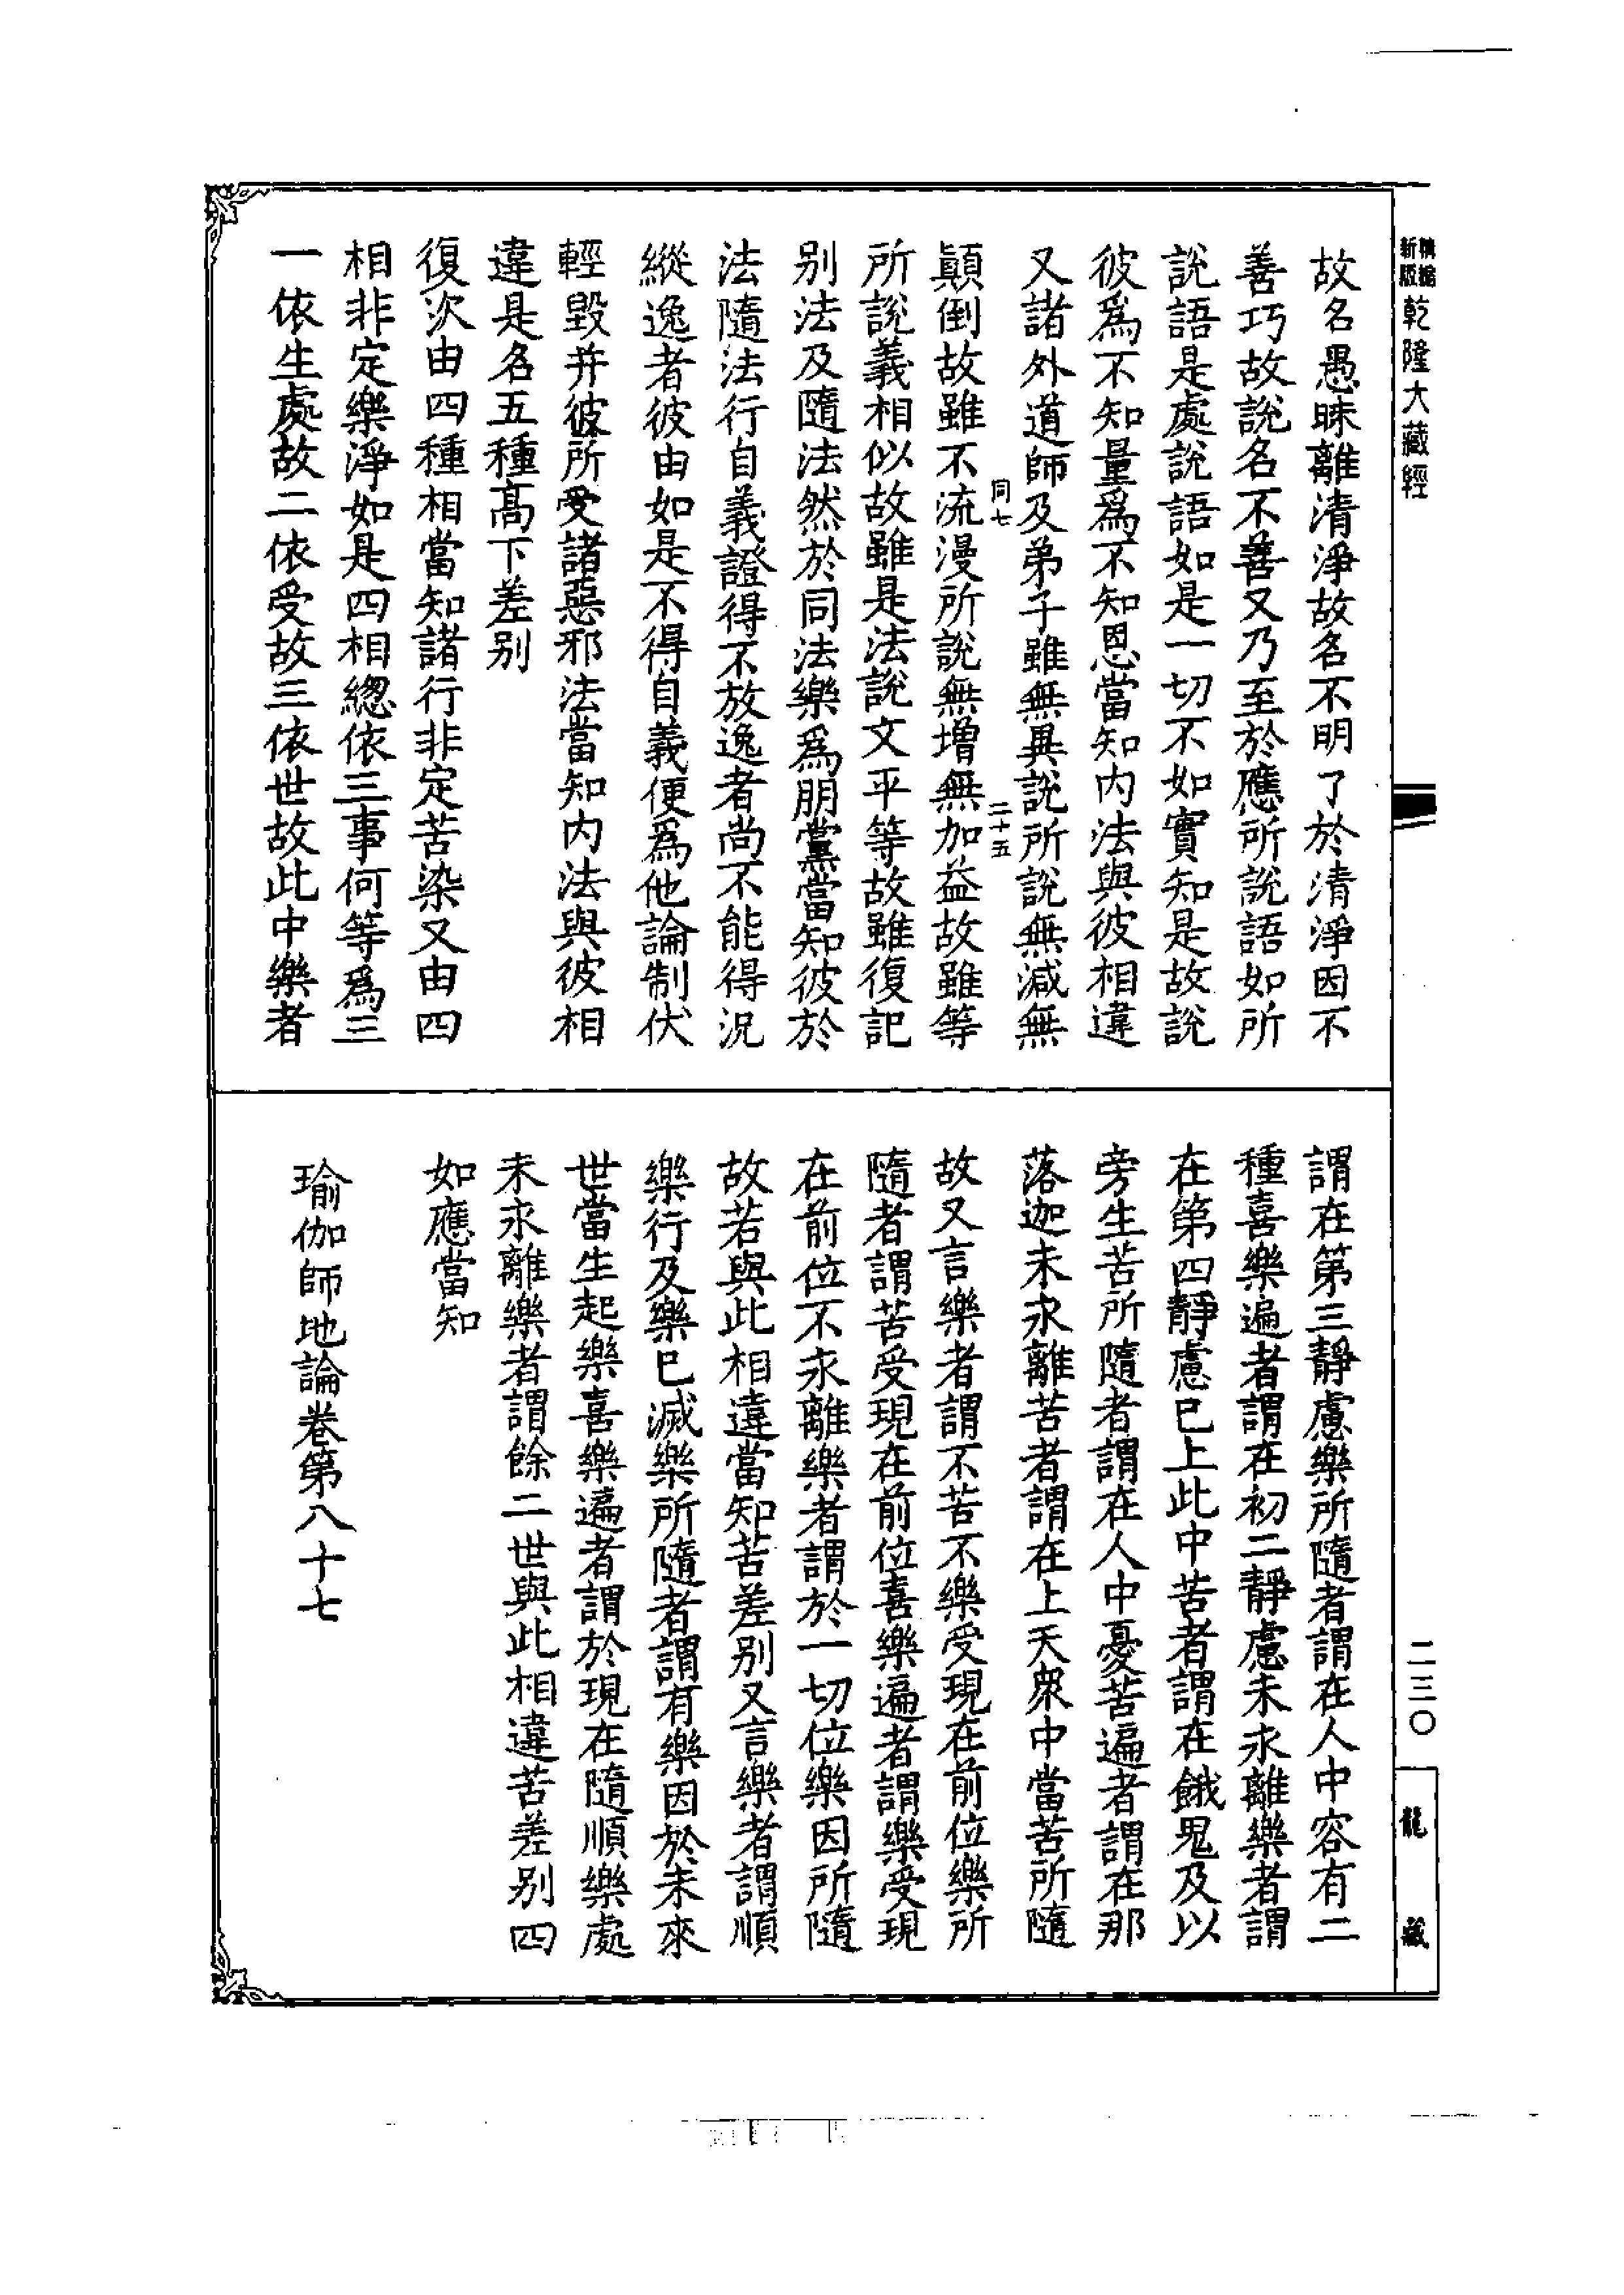 精縮
新版
乾隆大藏經
故名愚昧離清淨故名不明了於清淨因不
善巧故說名不善又乃至於應所說語如所
說語是處說語如是一切不如實知是故說
彼為不知量為不知恩當知內法與彼相違
又諸外道師及弟子雖無異說所說無減無
同七
二十五
顛倒故雖不流漫所說無增無加益故雖等
所說義相似故雖是法說文平等故雖復記
別法及隨法然於同法樂為朋黨當知彼於
法隨法行自義證得不放逸者尚不能得況
縱逸者彼由如是不得自義便為他論制伏
輕毀并彼所受諸惡邪法當知內法與彼相
違是名五種高下差別
復次由四種相當知諸行非定苦染又由四
相非定樂淨如是四相總依三事何等為三
一依生處故二依受故三依世故此中樂者
謂在第三靜慮樂所隨者謂在人中容有二
種喜樂遍者謂在初二靜慮未永離樂者謂
在第四靜慮已上此中苦者謂在餓鬼及以
旁生苦所隨者謂在人中憂苦遍者謂在那
落迦未永離苦者謂在上天眾中當苦所隨
故又言樂者謂不苦不樂受現在前位樂所
隨者謂苦受現在前位喜樂遍者謂樂受現
在前位不永離樂者謂於一切位樂因所隨
故若與此相違當知苦差別又言樂者謂順
樂行及樂已滅樂所隨者謂有樂因於未來
世當生起樂喜樂遍者謂於現在隨順樂處
未永離樂者謂餘二世與此相違苦差別四
如應當知
瑜伽師地論卷第八十七
二三〇
龍藏